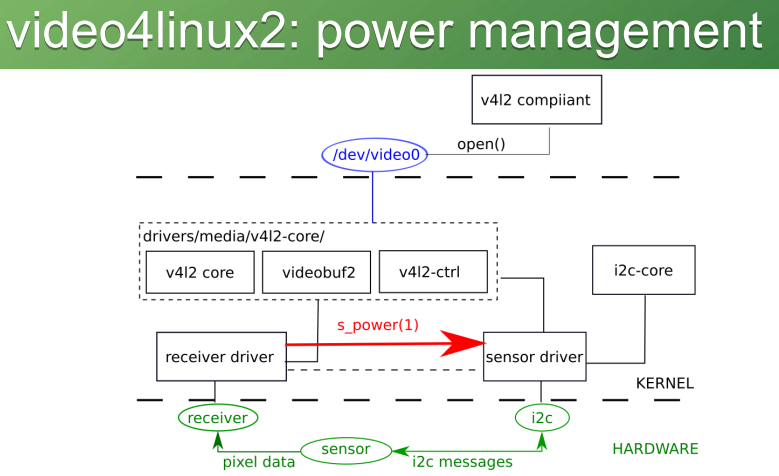 video4linux2: power management
v4l2 compiiant
open()
/dev/video0
drivers/media/v4l2-core/
v4l2 core
videobuf2
v4l2-ctrl
i2c-core
s_power(1)
receiver driver
sensor driver
KERNEL
receiver
i2c
sensor
HARDWARE
pixel data
i2c messages